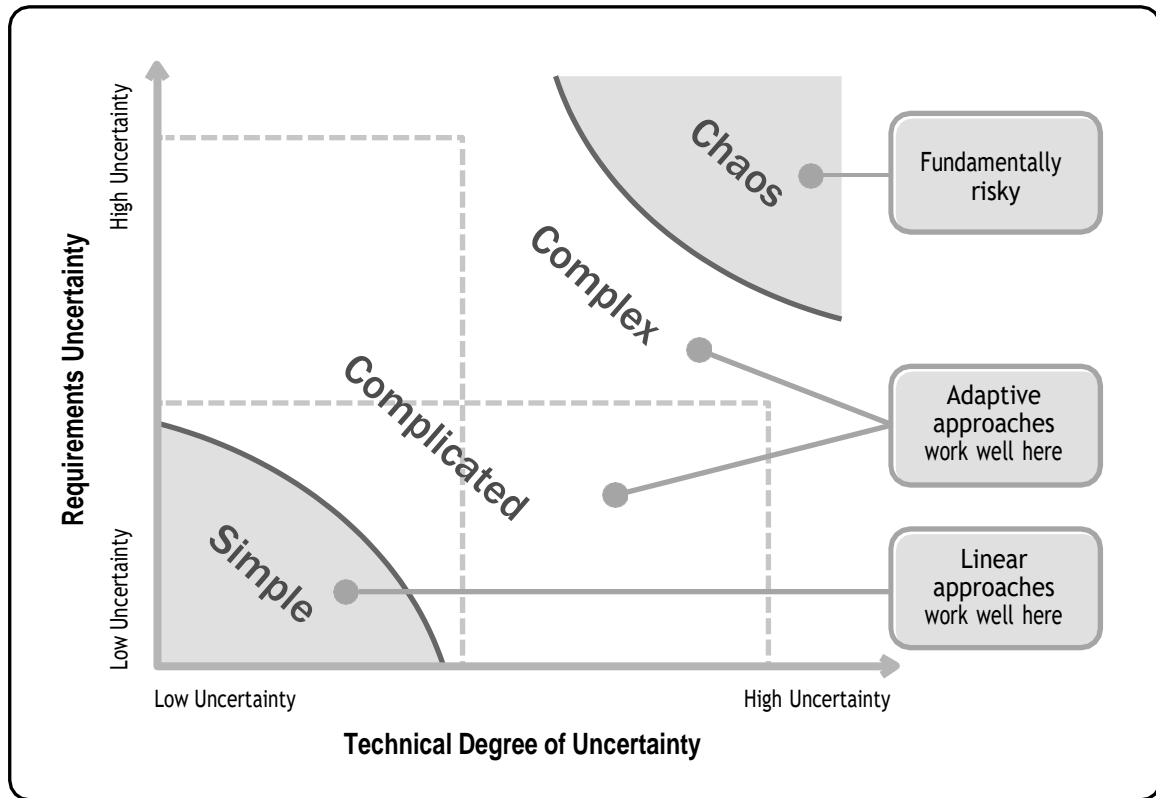 High Uncertainty
Chaos
Fundamentally
risky
Complex
Requirements Uncertainty
Complicated
Adaptive
approaches
work well here
Low Uncertainty
Simple
Linear
approaches
work well here
Low Uncertainty
High Uncertainty
Technical Degree of Uncertainty